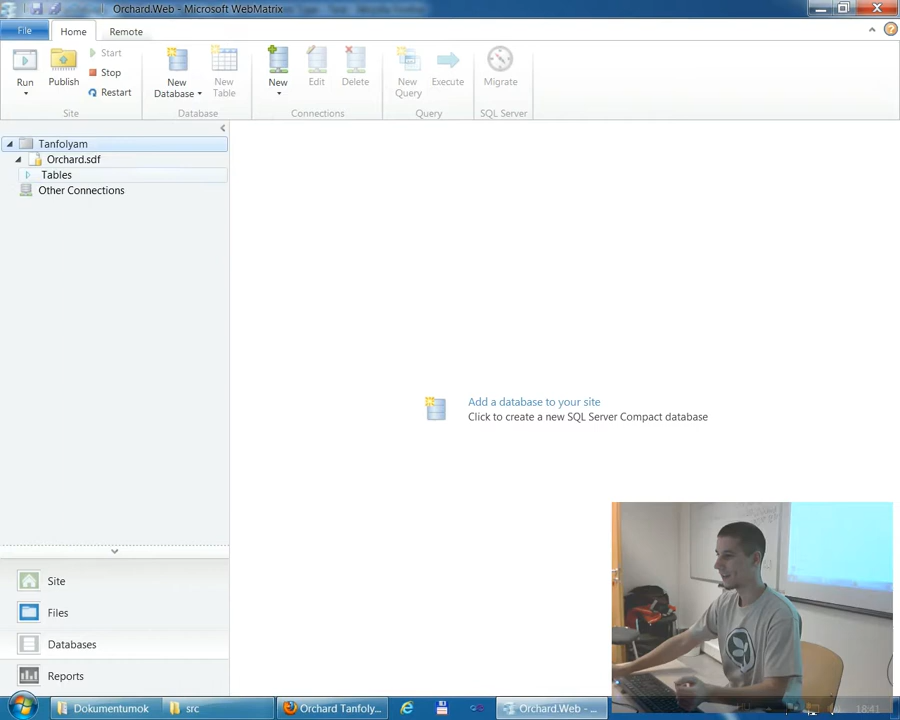 Orchard.Web - Microsoft WebMatrix
File
Home
Remote
Run
Publish
Start
Stop
Restart
Site
New
Database
New
Table
Database
New
Edit
Delete
Connections
New
Query
Execute
Query
Migrate
SQL Server
Tanfolyam
Orchard.sdf
Tables
Other Connections
Add a database to your site
Click to create a new SQL Server Compact database
Site
Files
Databases
Reports
Dokumentumok
src
Orchard Tanfoly...
Orchard.Web - ...
18:41